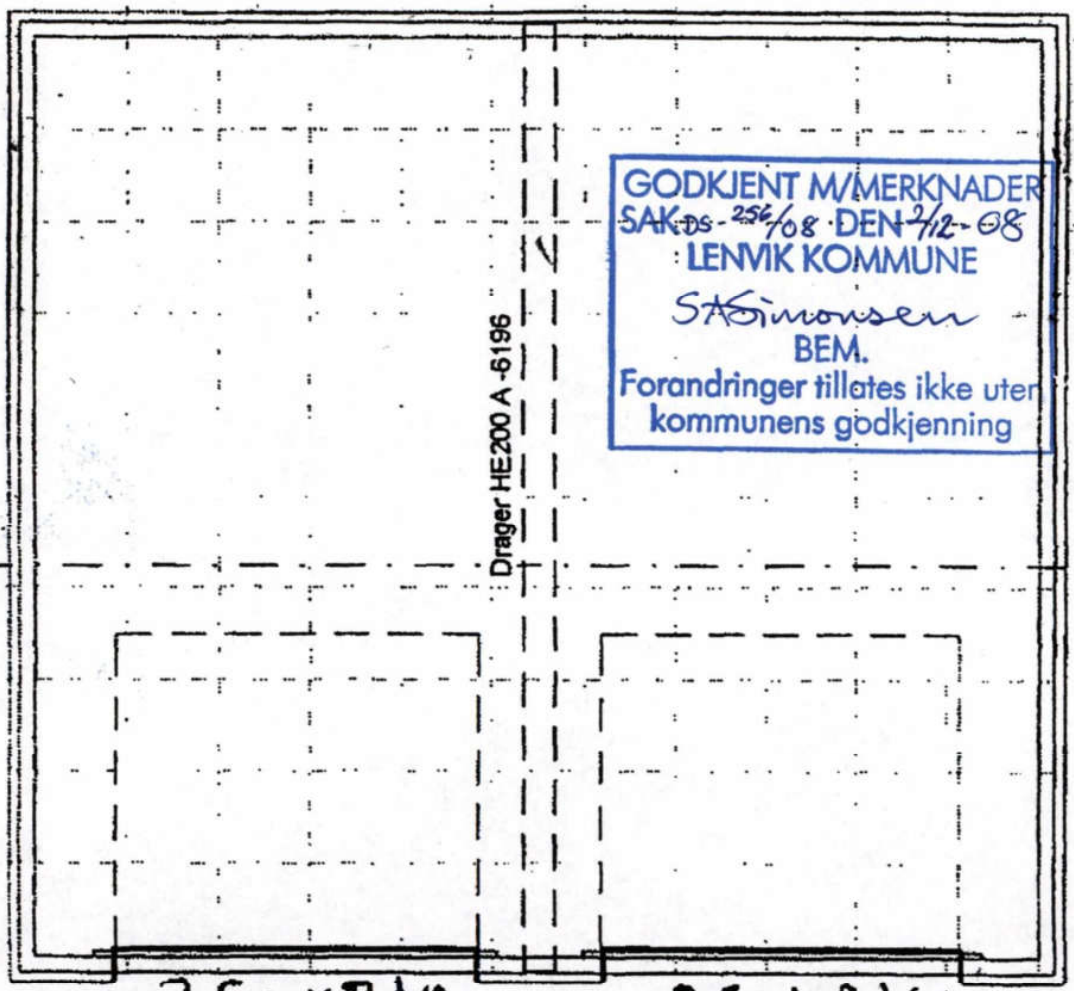 GODKJENT M/MERKNADER
SAK DS-256/08 DEN 2/12-08
LENVIK KOMMUNE
SASimonsen
BEM.
Forandringer tillates ikke uten
kommunens godkjenning
Drager HE200 A -6196